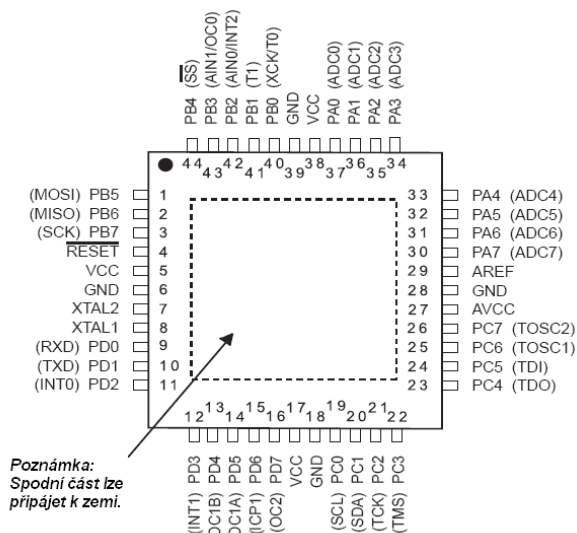 PB4 (SS)
PB3 (AIN1/OC0)
PB2 (AIN0/INT2)
PB1 (T1)
PB0 (XCK/T0)
GND
VCC
PA0 (ADC0)
PA1 (ADC1)
PA2 (ADC2)
PA3 (ADC3)
44 43 42 41 40 39 38 37 36 35 34
(MOSI) PB5 1
(MISO) PB6 2
(SCK) PB7 3
RESET 4
VCC 5
GND 6
XTAL2 7
XTAL1 8
(RXD) PD0 9
(TXD) PD1 10
(INT0) PD2 11
33 PA4 (ADC4)
32 PA5 (ADC5)
31 PA6 (ADC6)
30 PA7 (ADC7)
29 AREF
28 GND
27 AVCC
26 PC7 (TOSC2)
25 PC6 (TOSC1)
24 PC5 (TDI)
23 PC4 (TDO)
12 13 14 15 16 17 18 19 20 21 22
(INT1) PD3
OC1B) PD4
OC1A) PD5
(ICP1) PD6
(OC2) PD7
VCC
GND
(SCL) PC0
(SDA) PC1
(TCK) PC2
(TMS) PC3
Poznámka:
Spodní část lze
připájet k zemi.